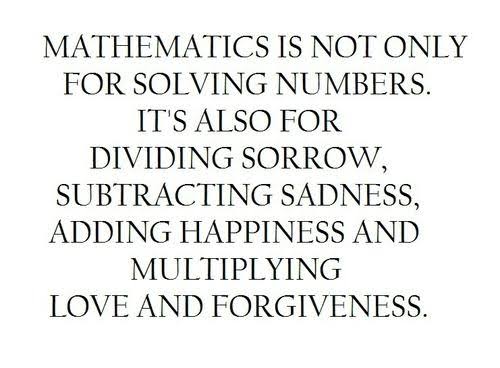 MATHEMATICS IS NOT ONLY
FOR SOLVING NUMBERS.
IT'S ALSO FOR
DIVIDING SORROW,
SUBTRACTING SADNESS,
ADDING HAPPINESS AND
MULTIPLYING
LOVE AND FORGIVENESS.